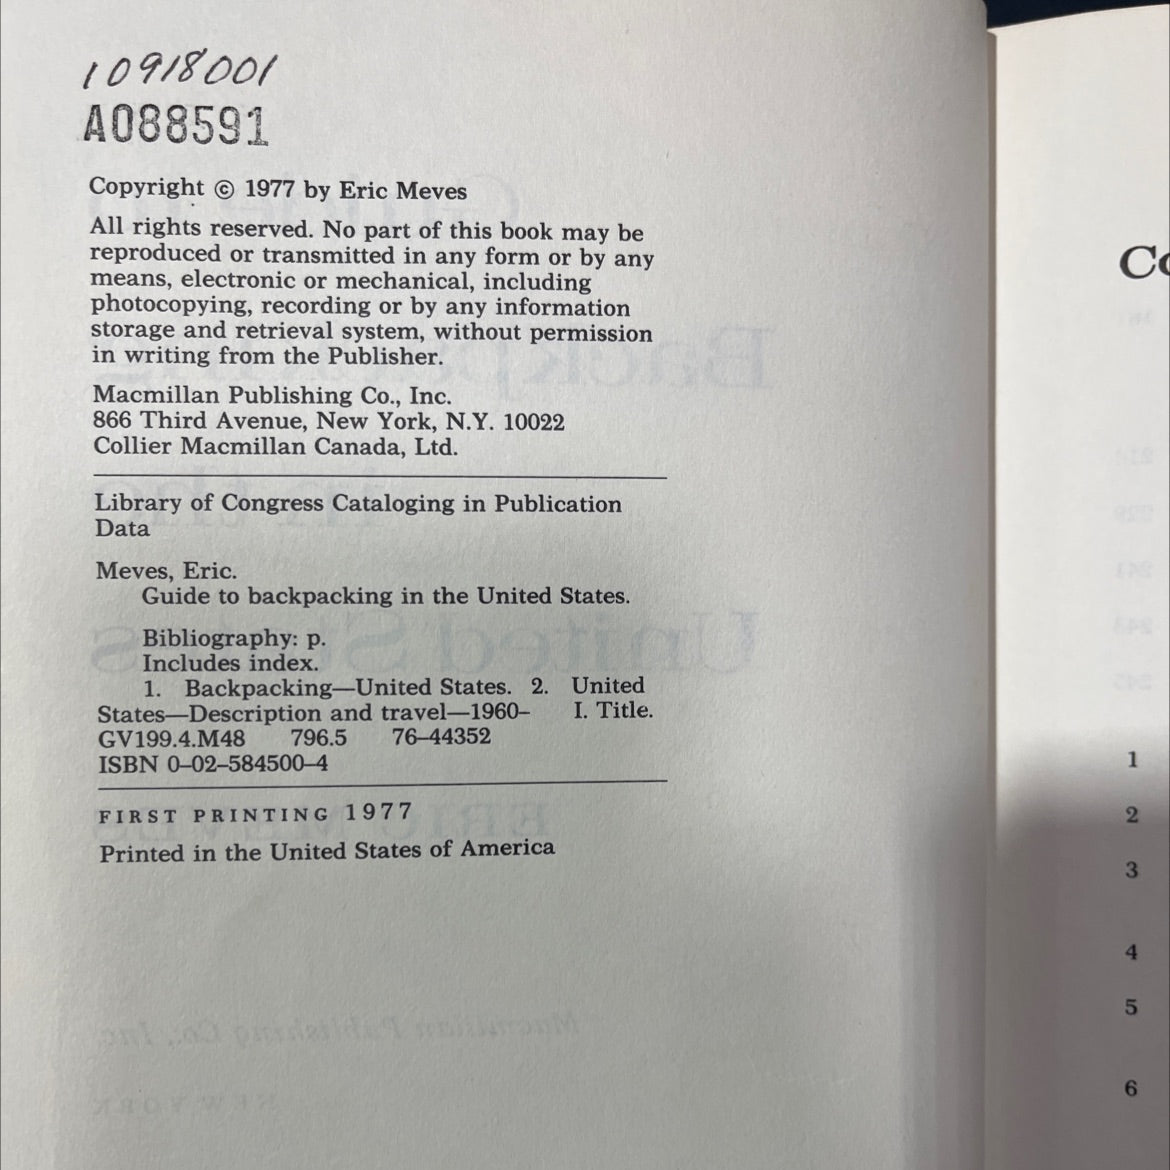 10918001
A088591
Copyright © 1977 by Eric Meves
All rights reserved. No part of this book may be
reproduced or transmitted in any form or by any
means, electronic or mechanical, including
photocopying, recording or by any information
storage and retrieval system, without permission
in writing from the Publisher.
Macmillan Publishing Co., Inc.
866 Third Avenue, New York, N.Y. 10022
Collier Macmillan Canada, Ltd.
Library of Congress Cataloging in Publication
Data
Meves, Eric.
Guide to backpacking in the United States.
Bibliography: p.
Includes index.
1. Backpacking—United States. 2. United
States—Description and travel—1960– I. Title.
GV199.4.M48 796.5 76–44352
ISBN 0–02–584500–4
FIRST PRINTING 1977
Printed in the United States of America
Co
1
2
3
4
5
6